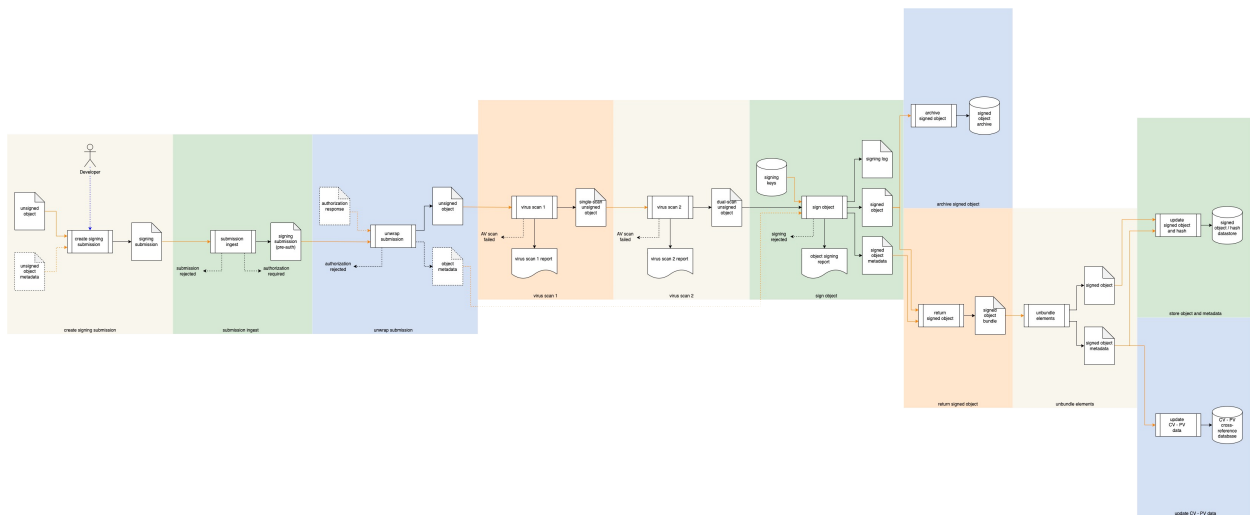 Developer
unsigned
object
unsigned
object
metadata
create signing
submission
signing
submission
create signing submission
submission
ingest
submission
rejected
authorization
required
signing
submission
(pre-auth)
submission ingest
authorization
response
unwrap
submission
authorization
rejected
unsigned
object
object
metadata
unwrap submission
virus scan 1
AV scan
failed
virus scan 1 report
single-scan
unsigned
object
virus scan 1
virus scan 2
AV scan
failed
virus scan 2 report
dual-scan
unsigned
object
virus scan 2
signing
keys
sign object
signing
rejected
object signing
report
signing log
signed
object
signed
object
metadata
sign object
archive
signed object
signed
object
archive
archive signed object
return
signed object
signed
object
bundle
return signed object
unbundle
elements
signed object
signed object
metadata
unbundle elements
update
signed object
and hash
signed
object / hash
datastore
store object and metadata
update
CV - PV
data
CV - PV
cross-
reference
database
update CV - PV data